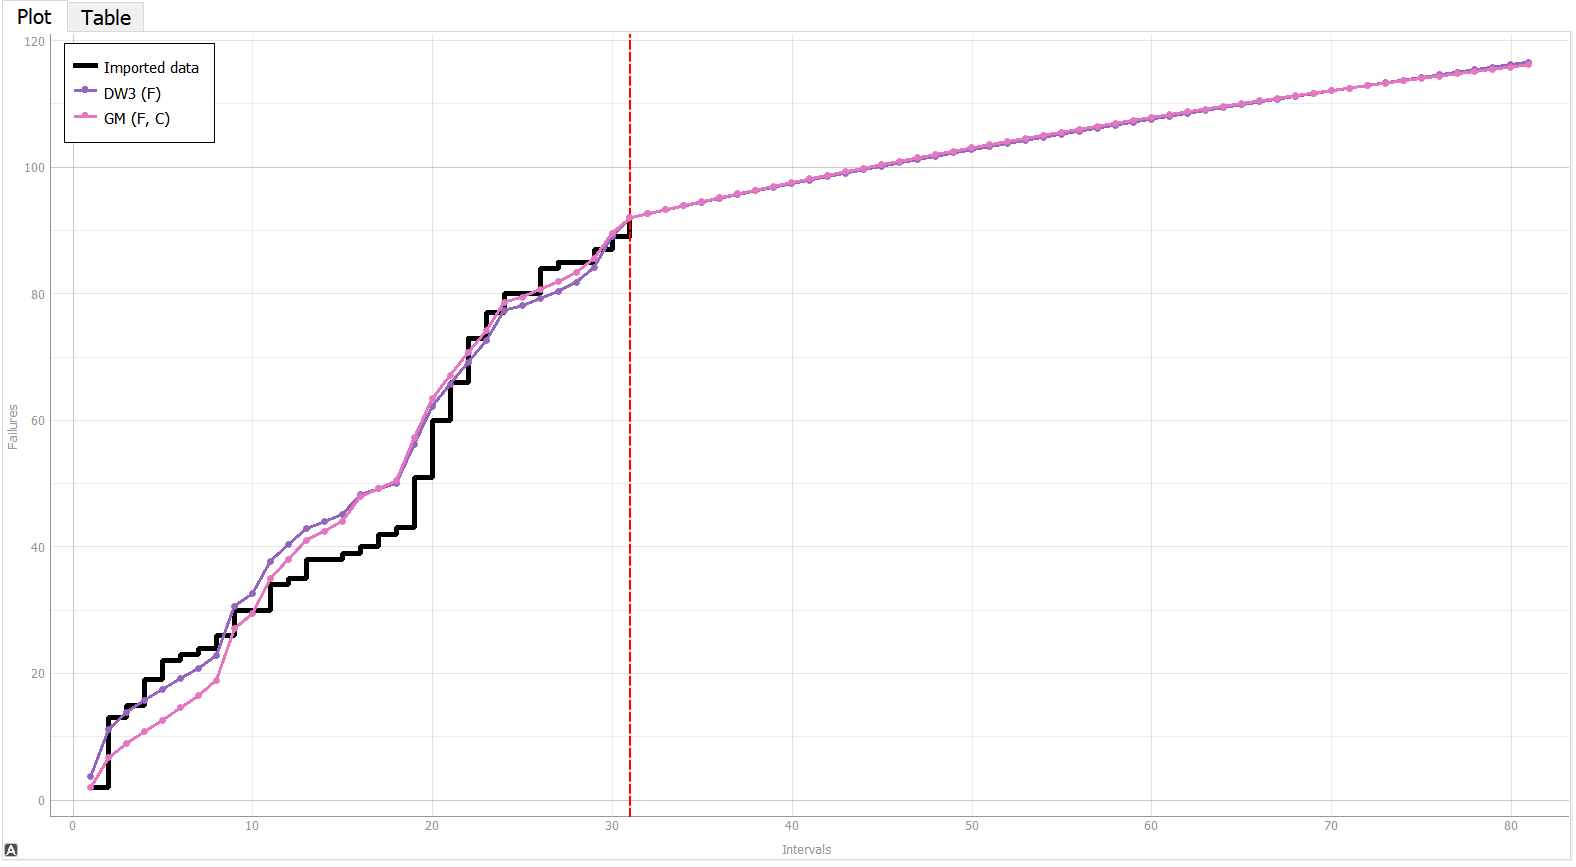 Plot Table
120
Imported data
DW3 (F)
GM (F, C)
100
80
60
40
20
0
Failures
0 10 20 30 40 50 60 70 80
Intervals
A